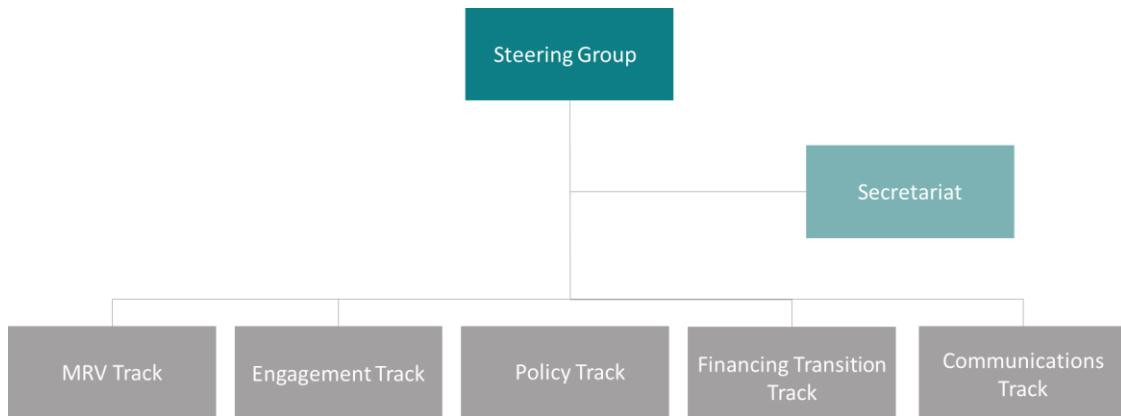 Steering Group
Secretariat
MRV Track
Engagement Track
Policy Track
Financing Transition
Track
Communications
Track